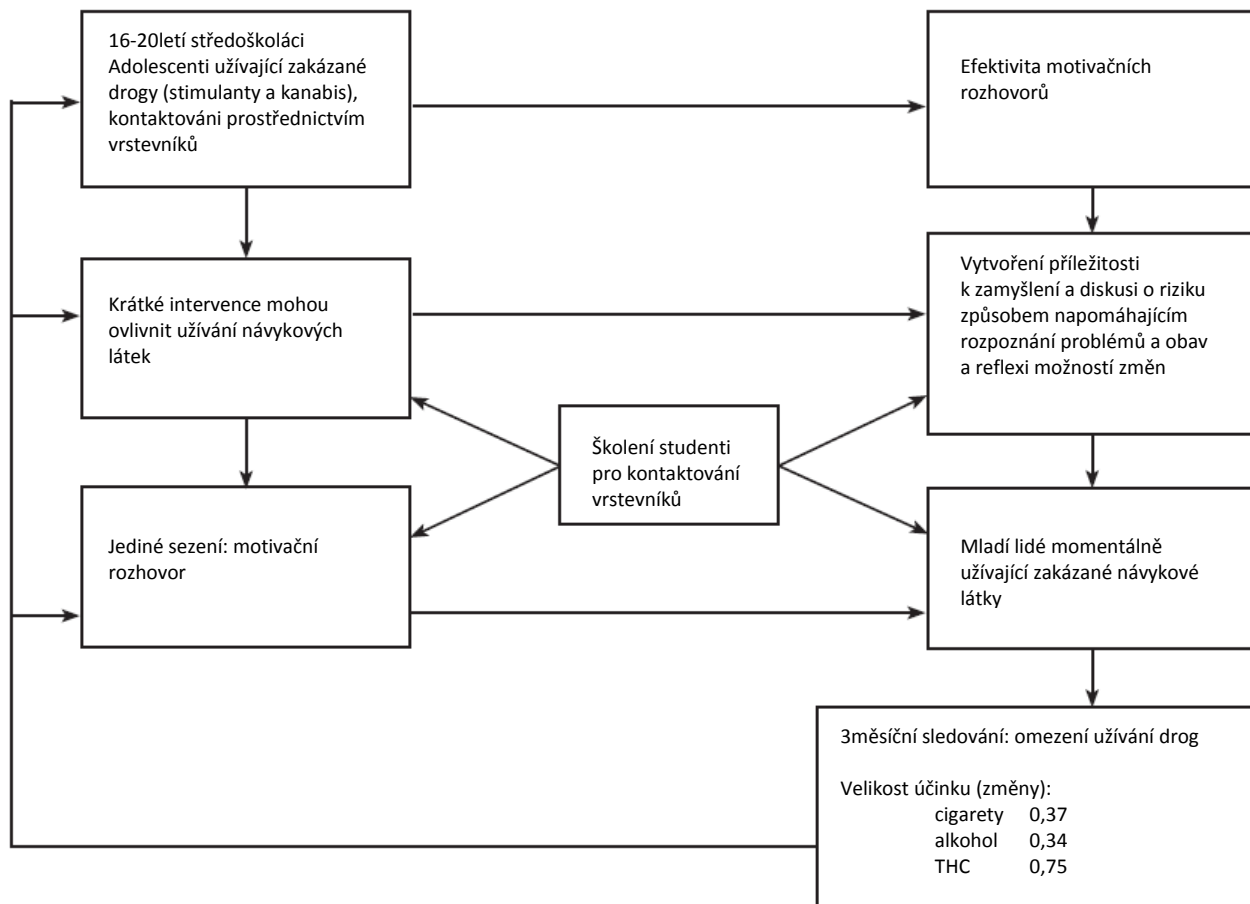 16-20letí středoškoláci
Adolescenti užívající zakázané
drogy (stimulanty a kanabis),
kontaktováni prostřednictvím
vrstevníků
Efektivita motivačních
rozhovorů
Krátké intervence mohou
ovlivnit užívání návykových
látek
Vytvoření příležitosti
k zamyšlení a diskusi o riziku
způsobem napomáhajícím
rozpoznání problémů a obav
a reflexi možností změn
Školení studenti
pro kontaktování
vrstevníků
Jediné sezení: motivační
rozhovor
Mladí lidé momentálně
užívající zakázané návykové
látky
3měsíční sledování: omezení užívání drog
Velikost účinku (změny):
cigarety 0,37
alkohol 0,34
THC 0,75